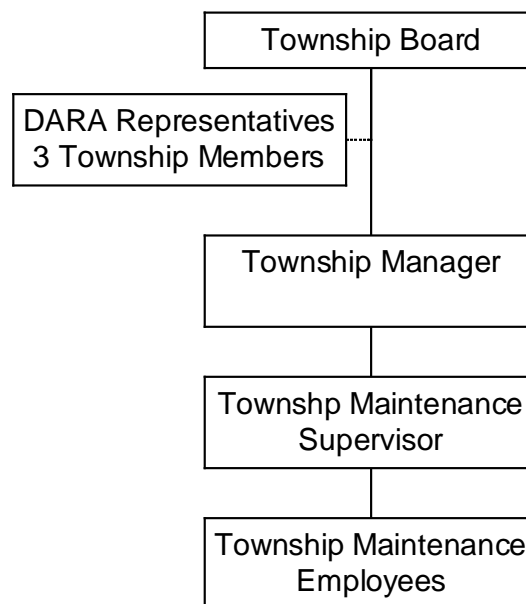 Township Board
DARA Representatives
3 Township Members
Township Manager
Townshp Maintenance
Supervisor
Township Maintenance
Employees